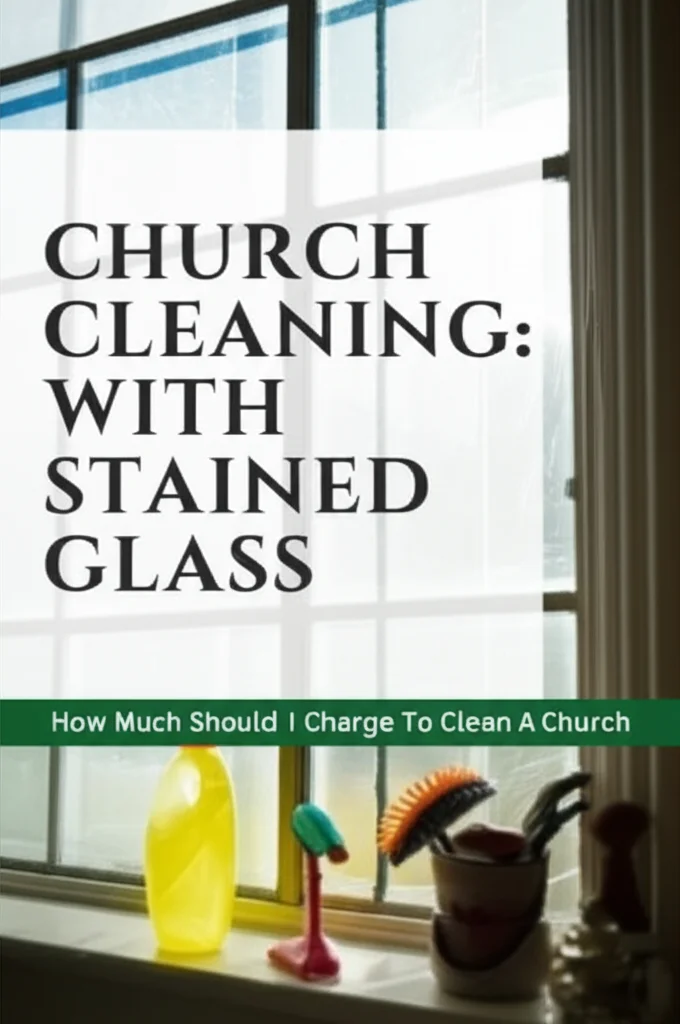 CHURCH
CLEANING:
WITH
STAINED
GLASS
How Much Should I Charge To Clean A Church